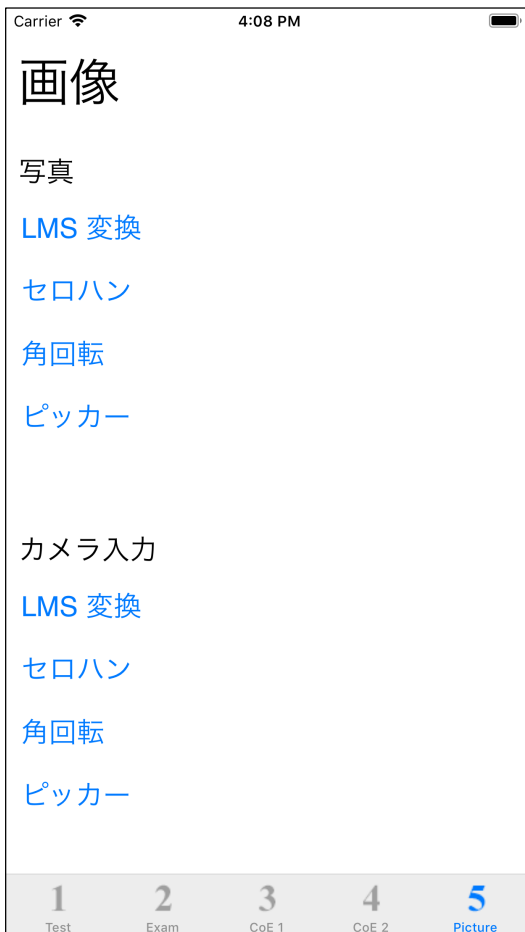 Carrier 4:08 PM
画像
写真
LMS 変換
セロハン
角回転
ピッカー
カメラ入力
LMS 変換
セロハン
角回転
ピッカー
1 2 3 4 5
Test Exam CoE 1 CoE 2 Picture